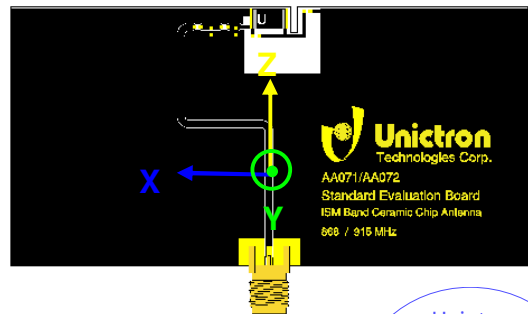 U
Z
Unictron
Technologies Corp.
X
AA071/AA072
Standard Evaluation Board
ISM Band Ceramic Chip Antenna
Y
868 / 915 MHz